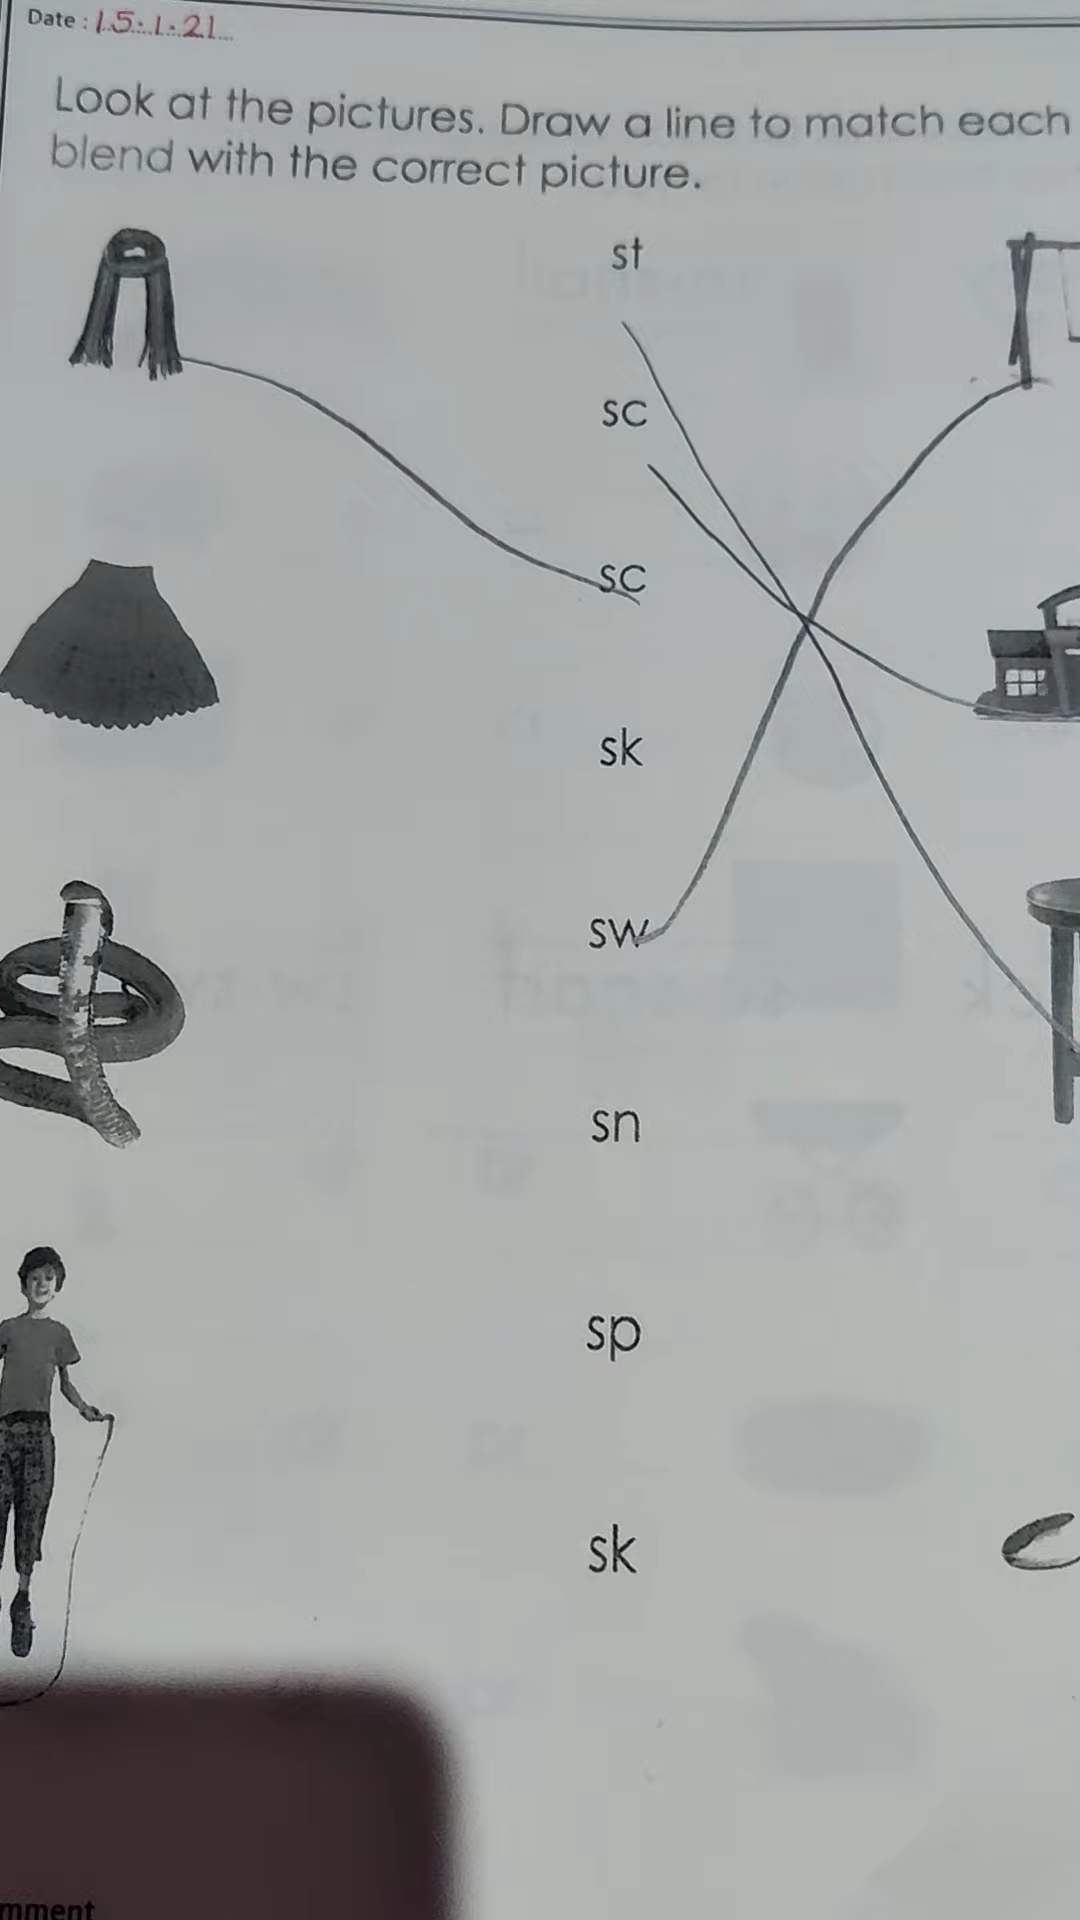 Date : 15.1.21
Look at the pictures. Draw a line to match each
blend with the correct picture.
st
sc
sc
sk
sw
sn
sp
sk
mment